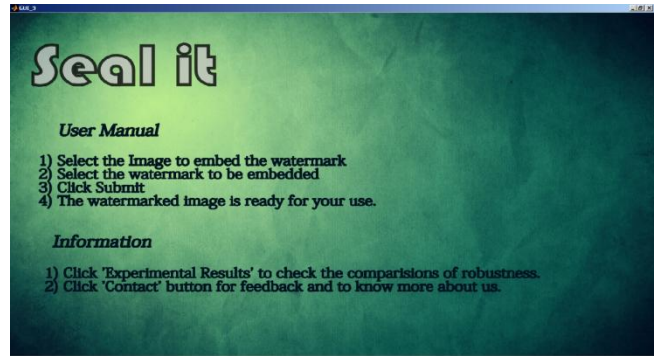 GUI_3
Seal it
User Manual
1) Select the Image to embed the watermark
2) Select the watermark to be embedded
3) Click Submit
4) The watermarked image is ready for your use.
Information
1) Click 'Experimental Results' to check the comparisions of robustness.
2) Click 'Contact' button for feedback and to know more about us.